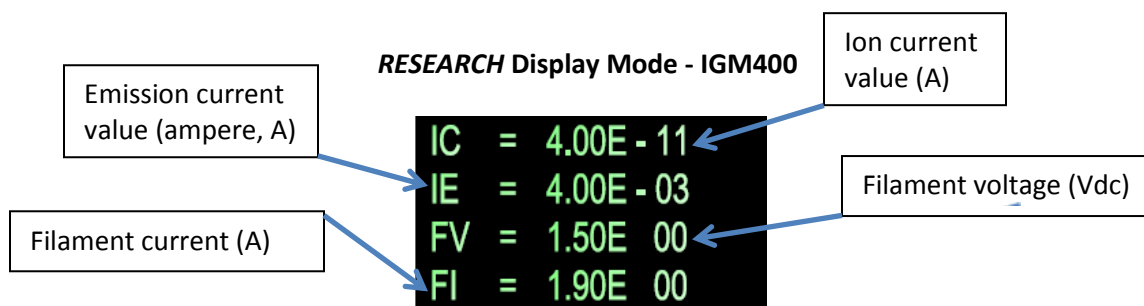 RESEARCH Display Mode - IGM400
Ion current
value (A)
Emission current
value (ampere, A)
IC = 4.00E - 11
IE = 4.00E - 03
FV = 1.50E 00
FI = 1.90E 00
Filament voltage (Vdc)
Filament current (A)